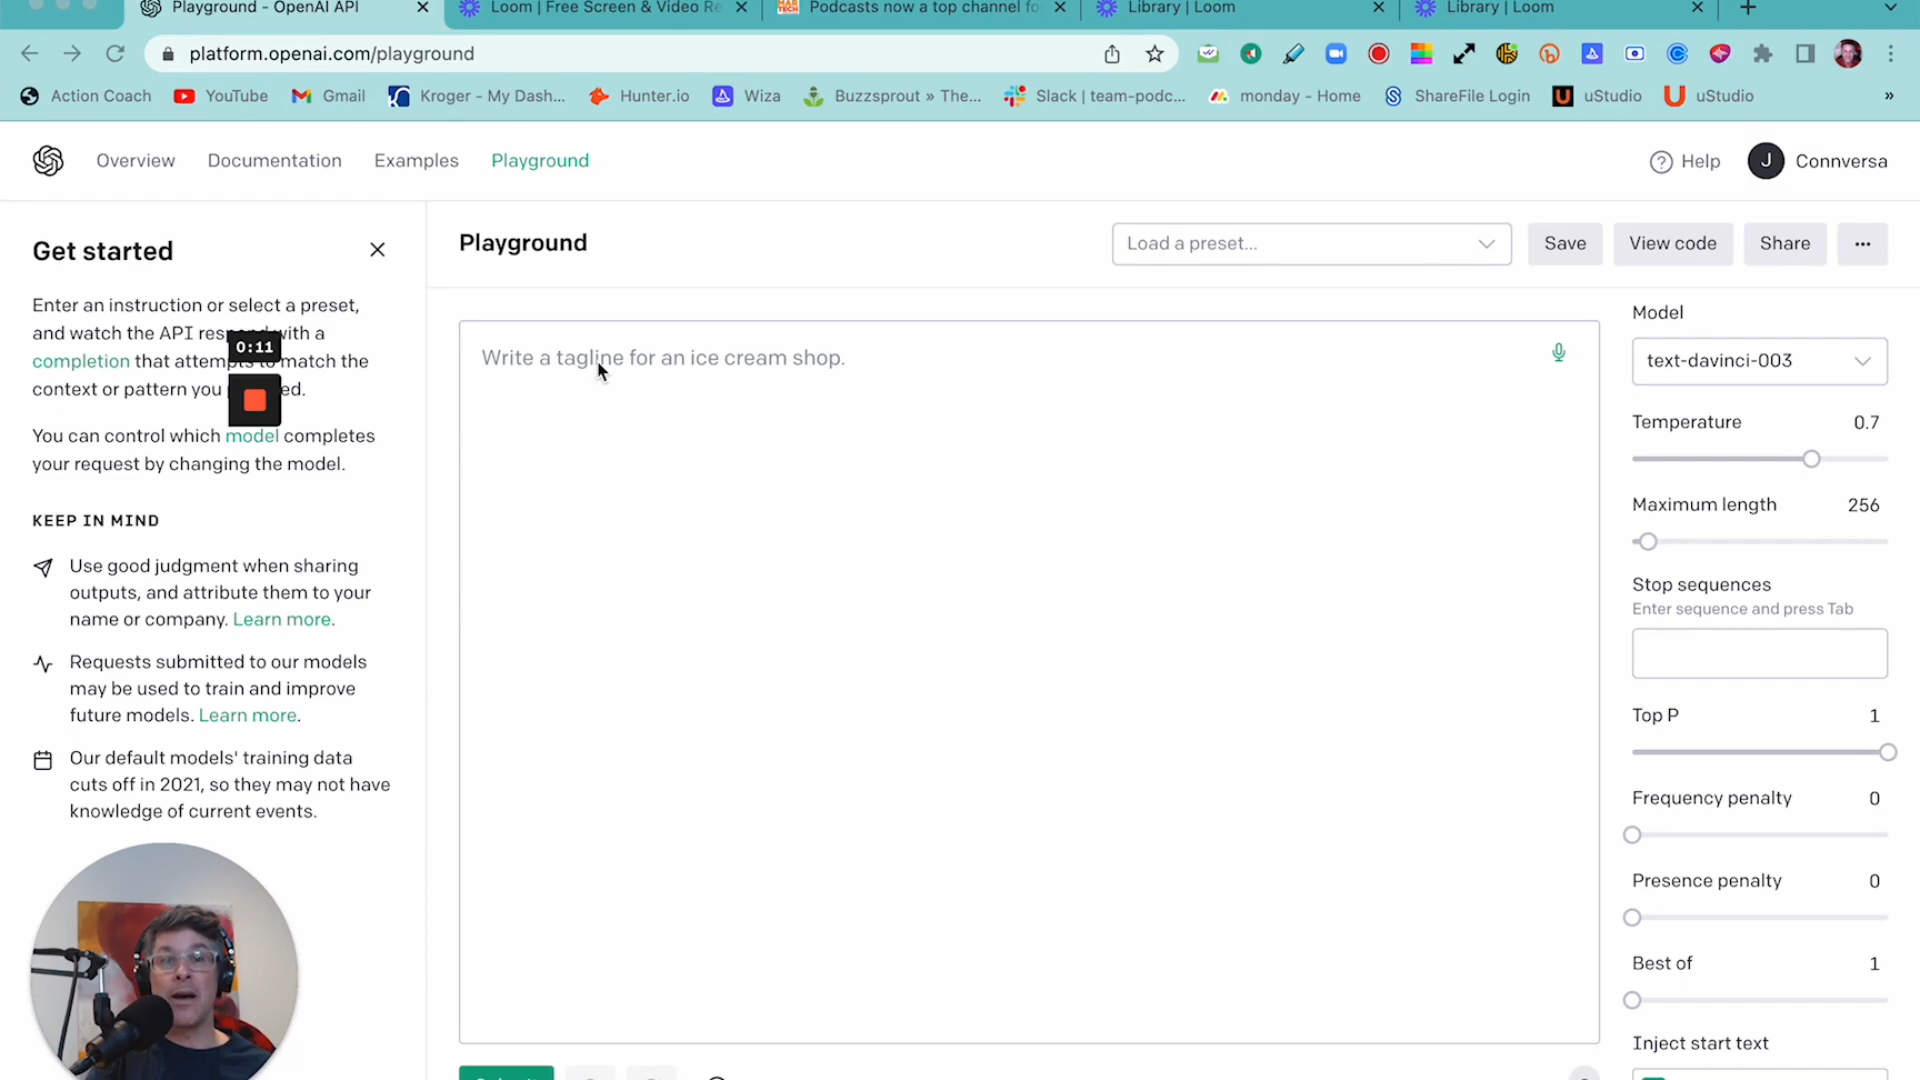 Playground - OpenAI API
Loom | Free Screen & Video Re
Podcasts now a top channel fo
Library | Loom
Library | Loom
platform.openai.com/playground
Action Coach
YouTube
Gmail
Kroger - My Dash...
Hunter.io
Wiza
Buzzsprout » The...
Slack | team-podc...
monday - Home
ShareFile Login
uStudio
uStudio
»
Overview
Documentation
Examples
Playground
Help
J
Connversa
Get started
Playground
Load a preset...
Save
View code
Share
Enter an instruction or select a preset,
and watch the API respond with a
completion that attempts to match the
context or pattern you
ed.
0:11
You can control which model completes
your request by changing the model.
KEEP IN MIND
Use good judgment when sharing
outputs, and attribute them to your
name or company. Learn more.
Requests submitted to our models
may be used to train and improve
future models. Learn more.
Our default models' training data
cuts off in 2021, so they may not have
knowledge of current events.
Write a tagline for an ice cream shop.
Model
text-davinci-003
Temperature 0.7
Maximum length 256
Stop sequences
Enter sequence and press Tab
Top P 1
Frequency penalty 0
Presence penalty 0
Best of 1
Inject start text